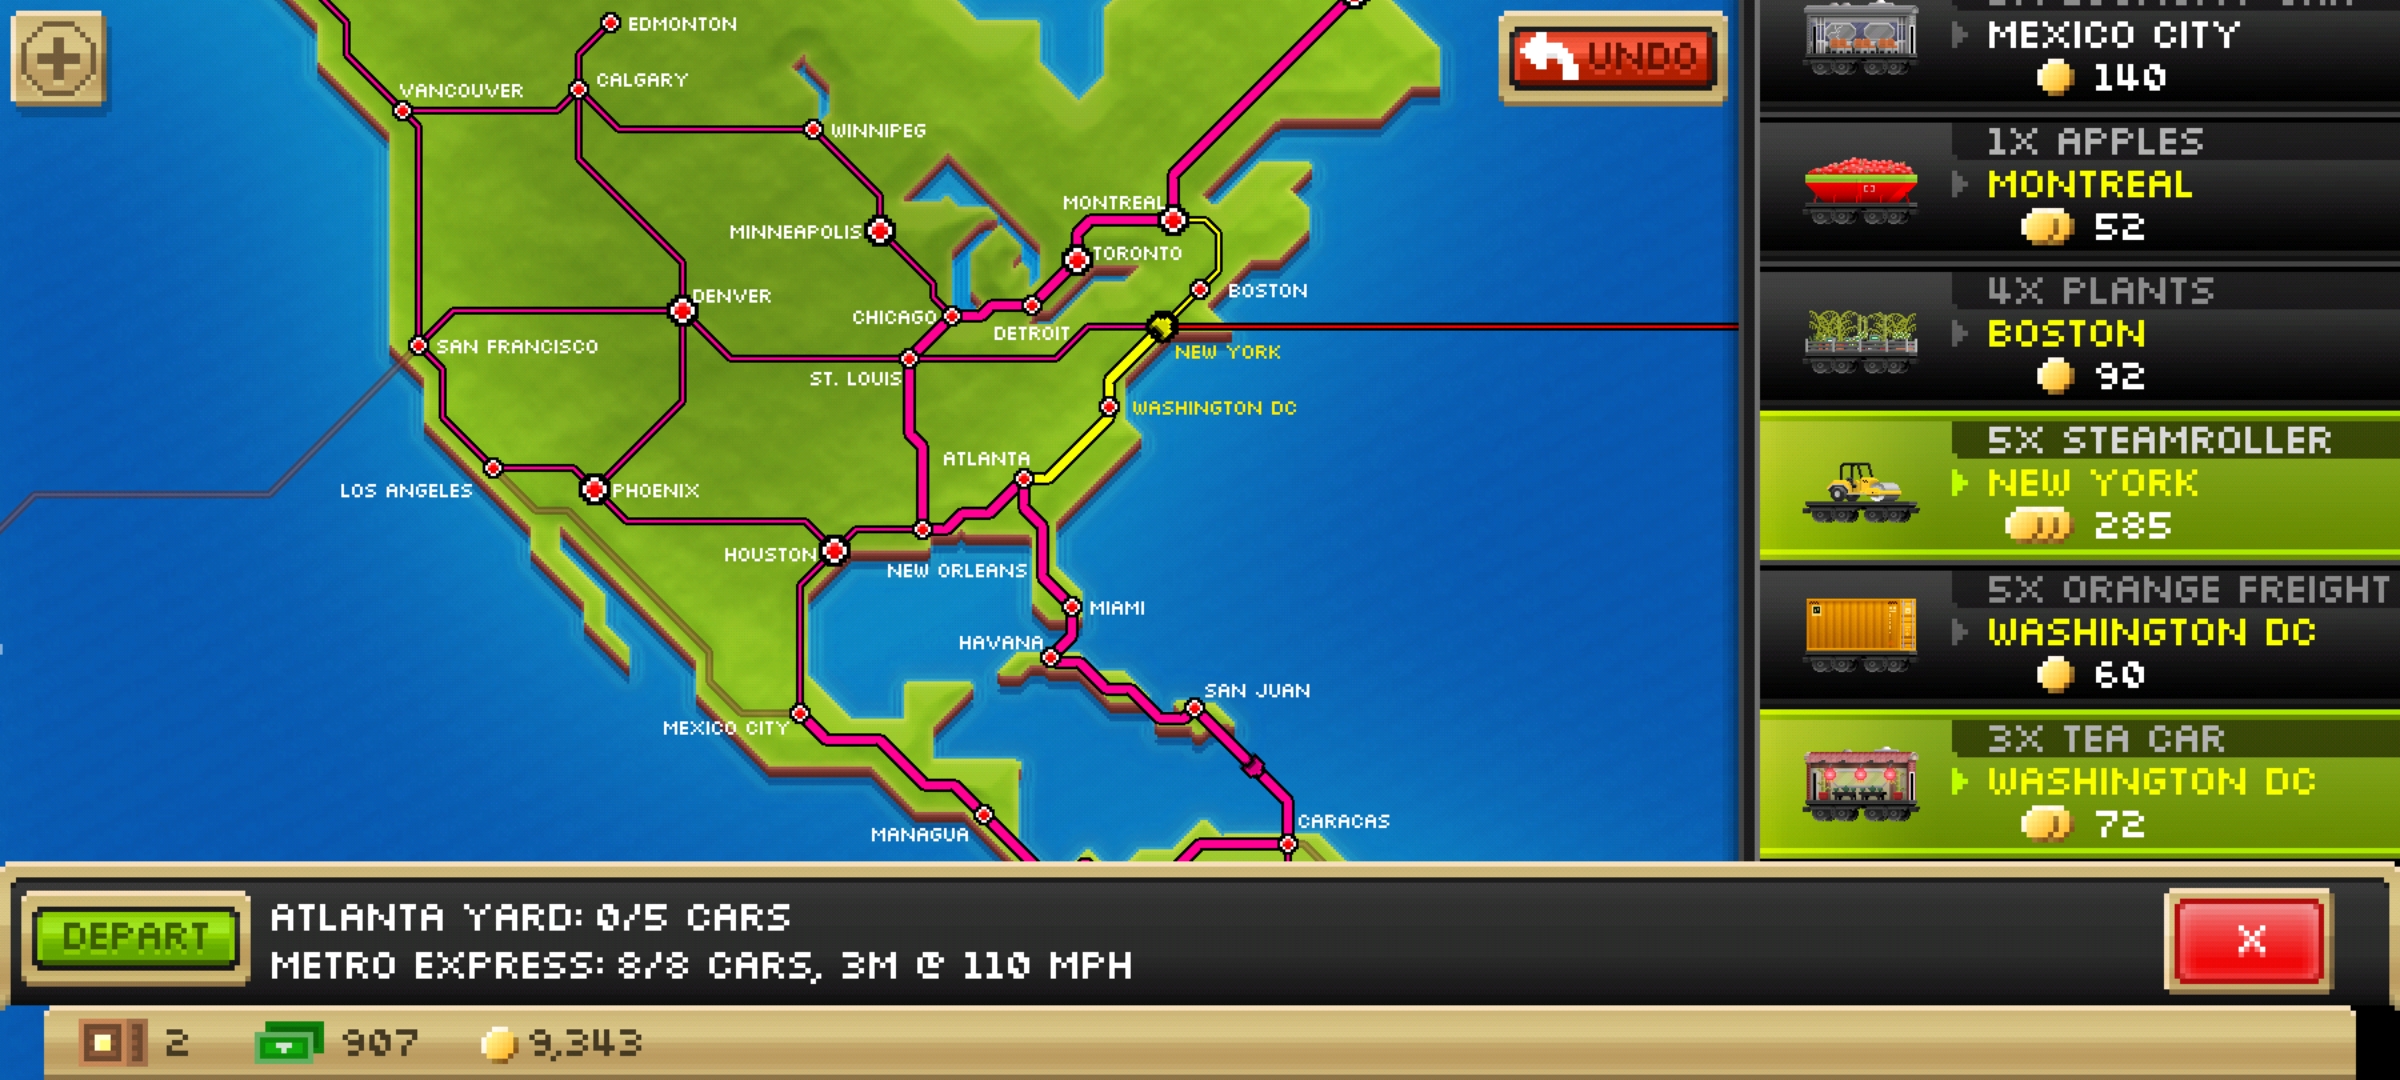 EDMONTON
CALGARY
VANCOUVER
WINNIPEG
MONTREAL
MINNEAPOLIS
TORONTO
BOSTON
DENVER
CHICAGO
DETROIT
SAN FRANCISCO
NEW YORK
ST. LOUIS
WASHINGTON DC
ATLANTA
LOS ANGELES
PHOENIX
HOUSTON
NEW ORLEANS
MIAMI
HAVANA
SAN JUAN
MEXICO CITY
CARACAS
MANAGUA
UNDO
MEXICO CITY
140
1X APPLES
MONTREAL
52
4X PLANTS
BOSTON
92
5X STEAMROLLER
NEW YORK
285
5X ORANGE FREIGHT
WASHINGTON DC
60
3X TEA CAR
WASHINGTON DC
72
DEPART
ATLANTA YARD: 0/5 CARS
METRO EXPRESS: 8/8 CARS, 3M @ 110 MPH
X
2
907
9,343